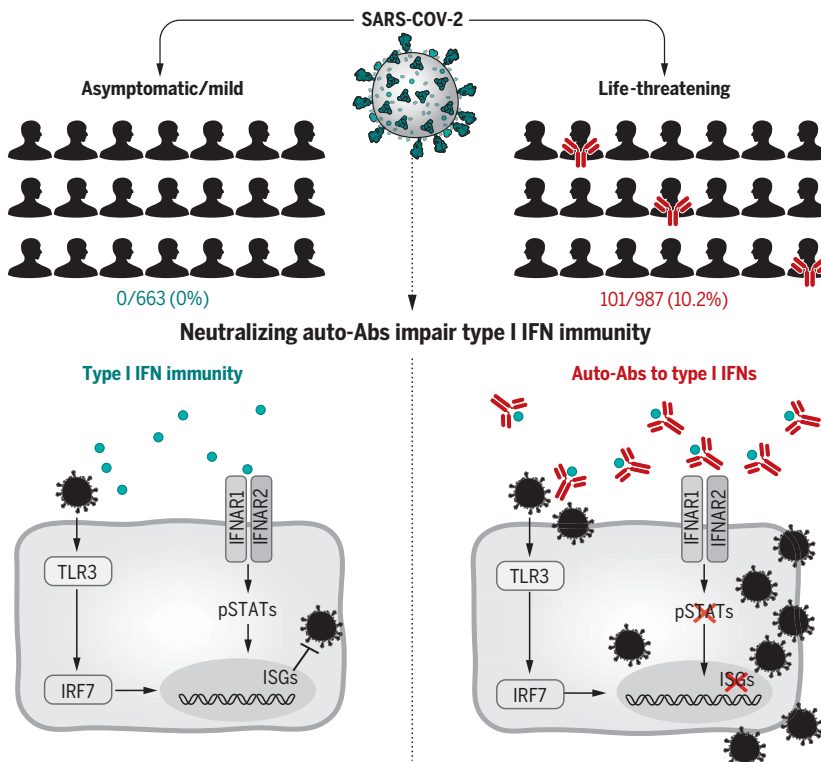 SARS-COV-2
Asymptomatic/mild
Life-threatening
0/663 (0%)
101/987 (10.2%)
Neutralizing auto-Abs impair type I IFN immunity
Type I IFN immunity
Auto-Abs to type I IFNs
IFNAR1
IFNAR2
TLR3
pSTATs
ISGs
IRF7
IFNAR1
IFNAR2
TLR3
pSTATs
ISGs
IRF7